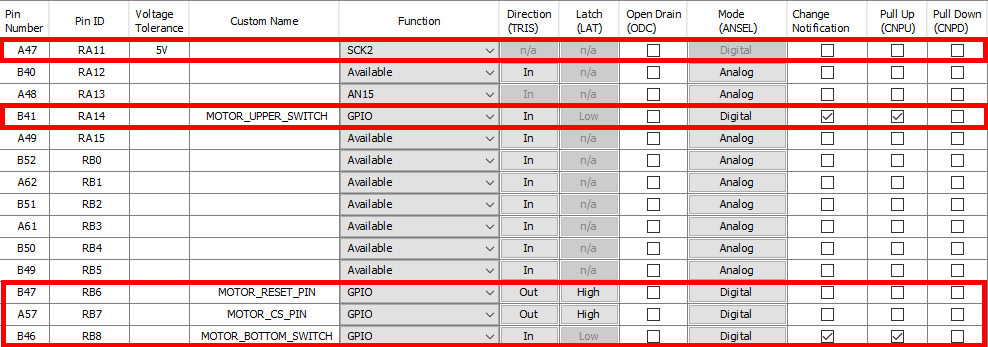 Pin Number Pin ID Voltage Tolerance Custom Name Function Direction (TRIS) Latch (LAT) Open Drain (ODC) Mode (ANSEL) Change Notification Pull Up (CNPU) Pull Down (CNPD)
A47 RA11 5V SCK2 n/a n/a Digital
B40 RA12 Available In n/a Analog
A48 RA13 AN15 In n/a Analog
B41 RA14 MOTOR_UPPER_SWITCH GPIO In Low Digital
A49 RA15 Available In n/a Analog
B52 RB0 Available In n/a Analog
A62 RB1 Available In n/a Analog
B51 RB2 Available In n/a Analog
A61 RB3 Available In n/a Analog
B50 RB4 Available In n/a Analog
B49 RB5 Available In n/a Analog
B47 RB6 MOTOR_RESET_PIN GPIO Out High Digital
A57 RB7 MOTOR_CS_PIN GPIO Out High Digital
B46 RB8 MOTOR_BOTTOM_SWITCH GPIO In Low Digital